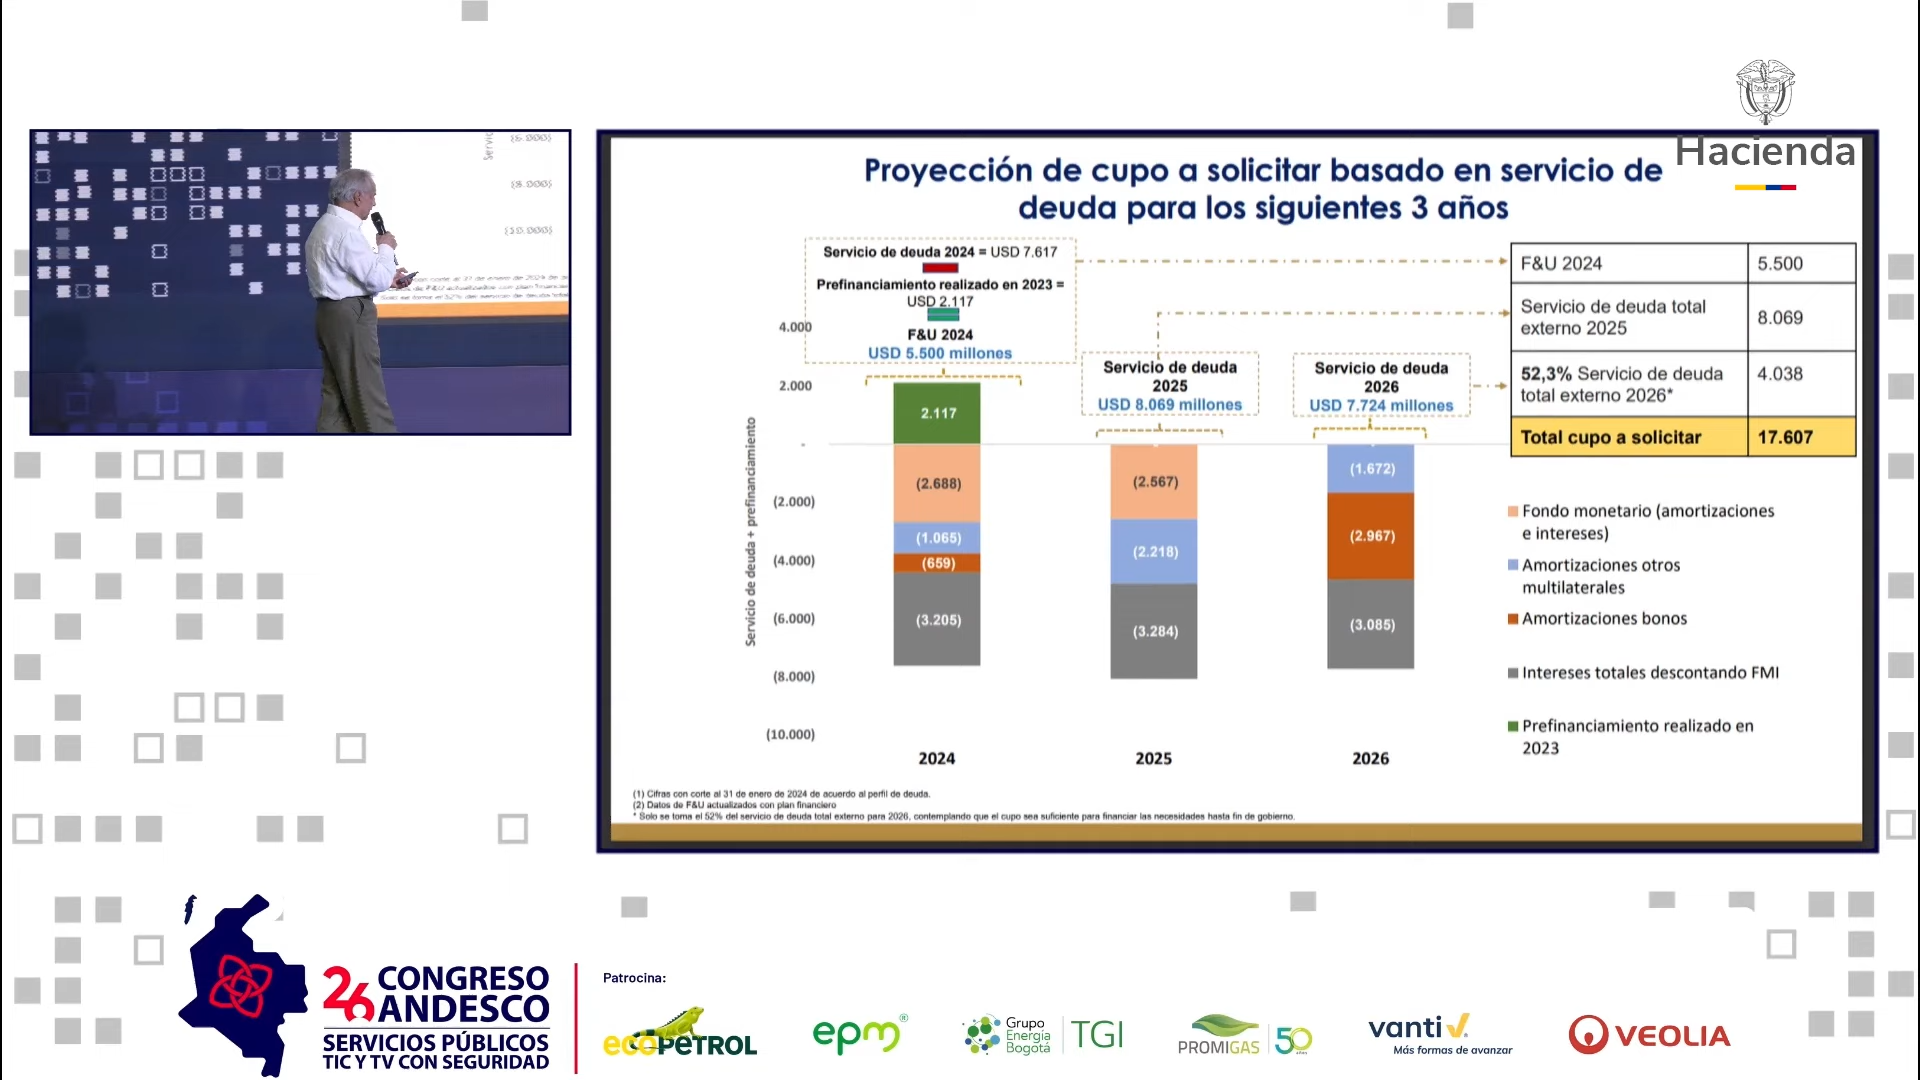 Hacienda
Proyección de cupo a solicitar basado en servicio de
deuda para los siguientes 3 años
Servicio de deuda 2024 = USD 7.617
Prefinanciamiento realizado en 2023 =
USD 2.117
F&U 2024
USD 5.500 millones
Servicio de deuda
2025
USD 8.069 millones
Servicio de deuda
2026
USD 7.724 millones
F&U 2024 5.500
Servicio de deuda total
externo 2025
8.069
52,3% Servicio de deuda
total externo 2026*
4.038
Total cupo a solicitar 17.607
Servicio de deuda + prefinanciamiento
4.000
2.000
-
(2.000)
(4.000)
(6.000)
(8.000)
(10.000)
2.117
(2.688)
(1.065)
(659)
(3.205)
(2.567)
(2.218)
(3.284)
(1.672)
(2.967)
(3.085)
2024
2025
2026
Fondo monetario (amortizaciones
e intereses)
Amortizaciones otros
multilaterales
Amortizaciones bonos
Intereses totales descontando FMI
Prefinanciamiento realizado en
2023
(1) Cifras con corte al 31 de enero de 2024 de acuerdo al perfil de deuda.
(2) Datos de F&U actualizados con plan financiero
* Solo se toma el 52% del servicio de deuda total externo para 2026, contemplando que el cupo sea suficiente para financiar las necesidades hasta fin de gobierno.
26 CONGRESO
ANDESCO
SERVICIOS PÚBLICOS
TIC Y TV CON SEGURIDAD
Patrocina:
ecoPETROL
epm®
Grupo
Energía
Bogotá
TGI
PROMIGAS
50
años
vanti
Más formas de avanzar
VEOLIA